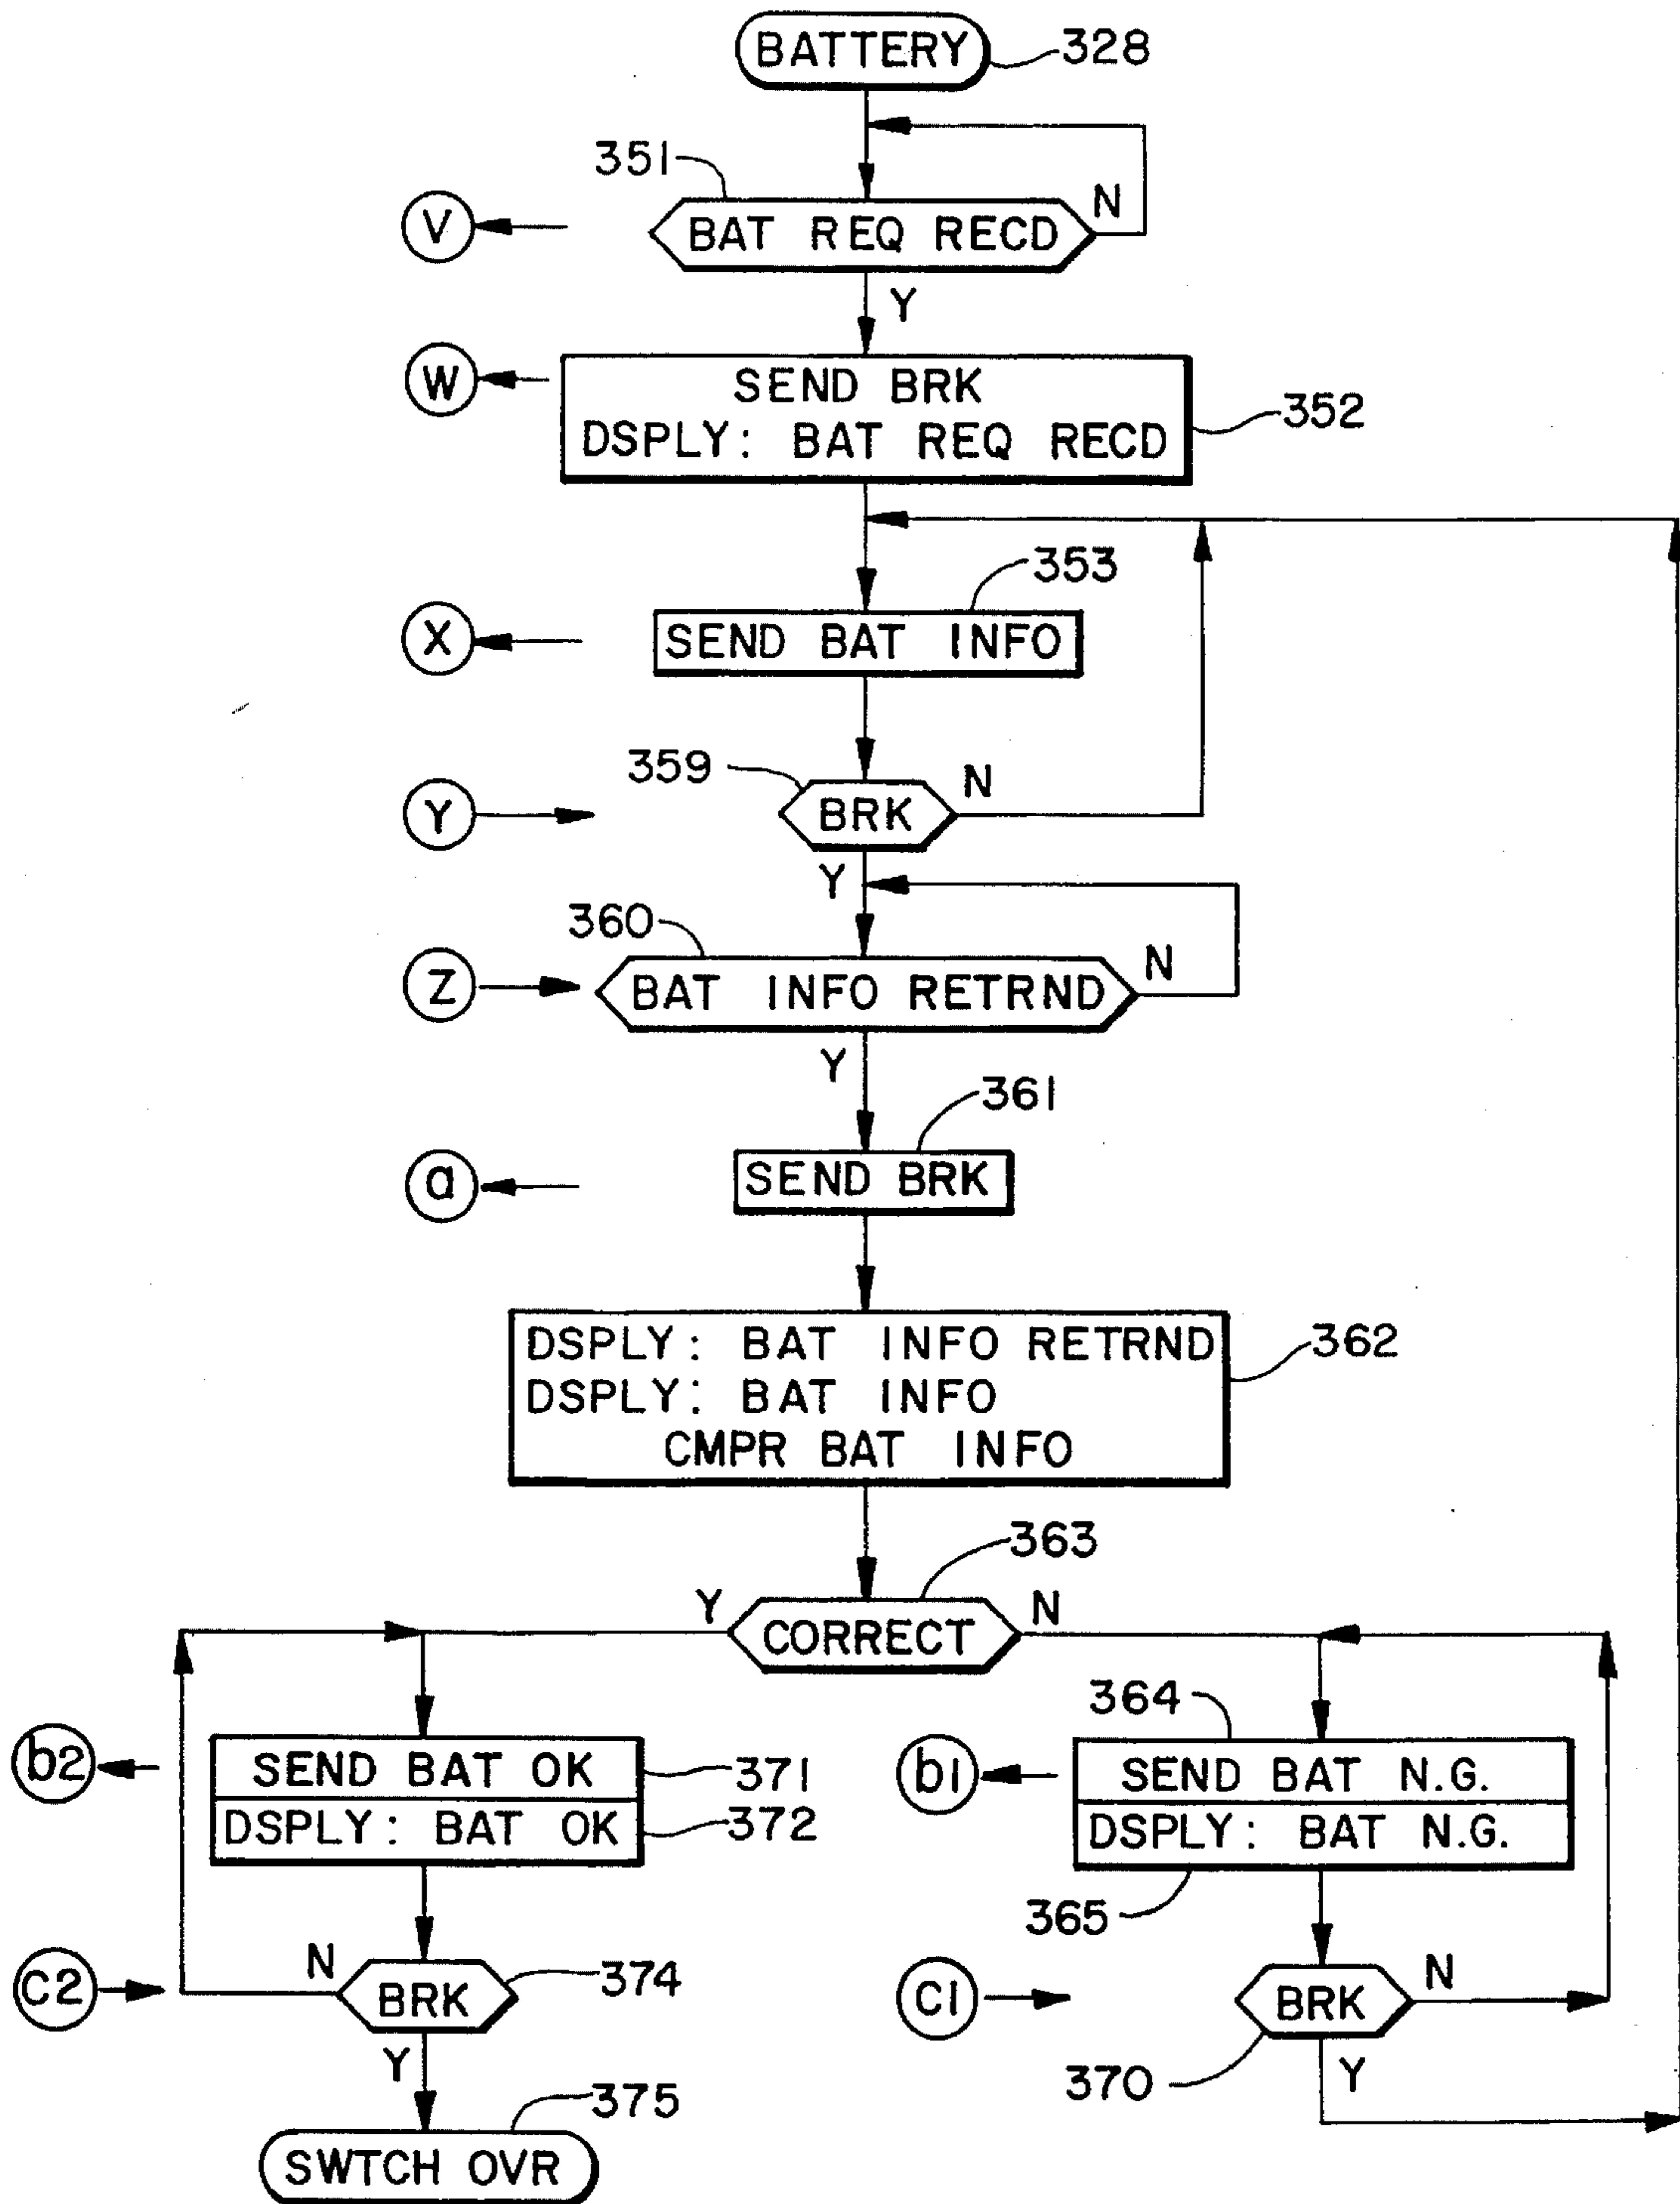 BATTERY
328
351
V
BAT REQ RECD
N
Y
W
SEND BRK
DSPLY: BAT REQ RECD
352
353
X
SEND BAT INFO
359
Y
BRK
N
Y
360
Z
BAT INFO RETRND
N
Y
361
a
SEND BRK
DSPLY: BAT INFO RETRND
DSPLY: BAT INFO
CMPR BAT INFO
362
363
Y
CORRECT
N
364
b2
SEND BAT OK
371
b1
SEND BAT N.G.
DSPLY: BAT OK
372
DSPLY: BAT N.G.
365
c2
N
BRK
374
c1
BRK
N
Y
370
Y
375
SWTCH OVR